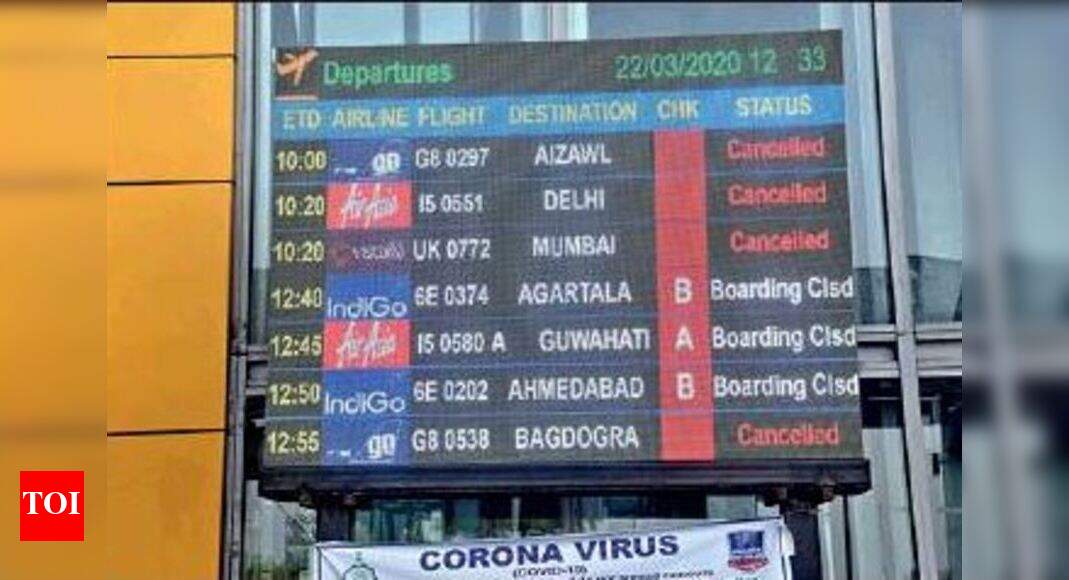 Departures 22/03/2020 12 33
ETD AIRLINE FLIGHT DESTINATION CHK STATUS
10:00 go G8 0297 AIZAWL Cancelled
10:20 AirAsia I5 0551 DELHI Cancelled
10:20 vistara UK 0772 MUMBAI Cancelled
12:40 IndiGo 6E 0374 AGARTALA B Boarding Clsd
12:45 AirAsia I5 0580 A GUWAHATI A Boarding Clsd
12:50 IndiGo 6E 0202 AHMEDABAD B Boarding Clsd
12:55 go G8 0538 BAGDOGRA Cancelled
TOI
CORONA VIRUS
(COVID-19)